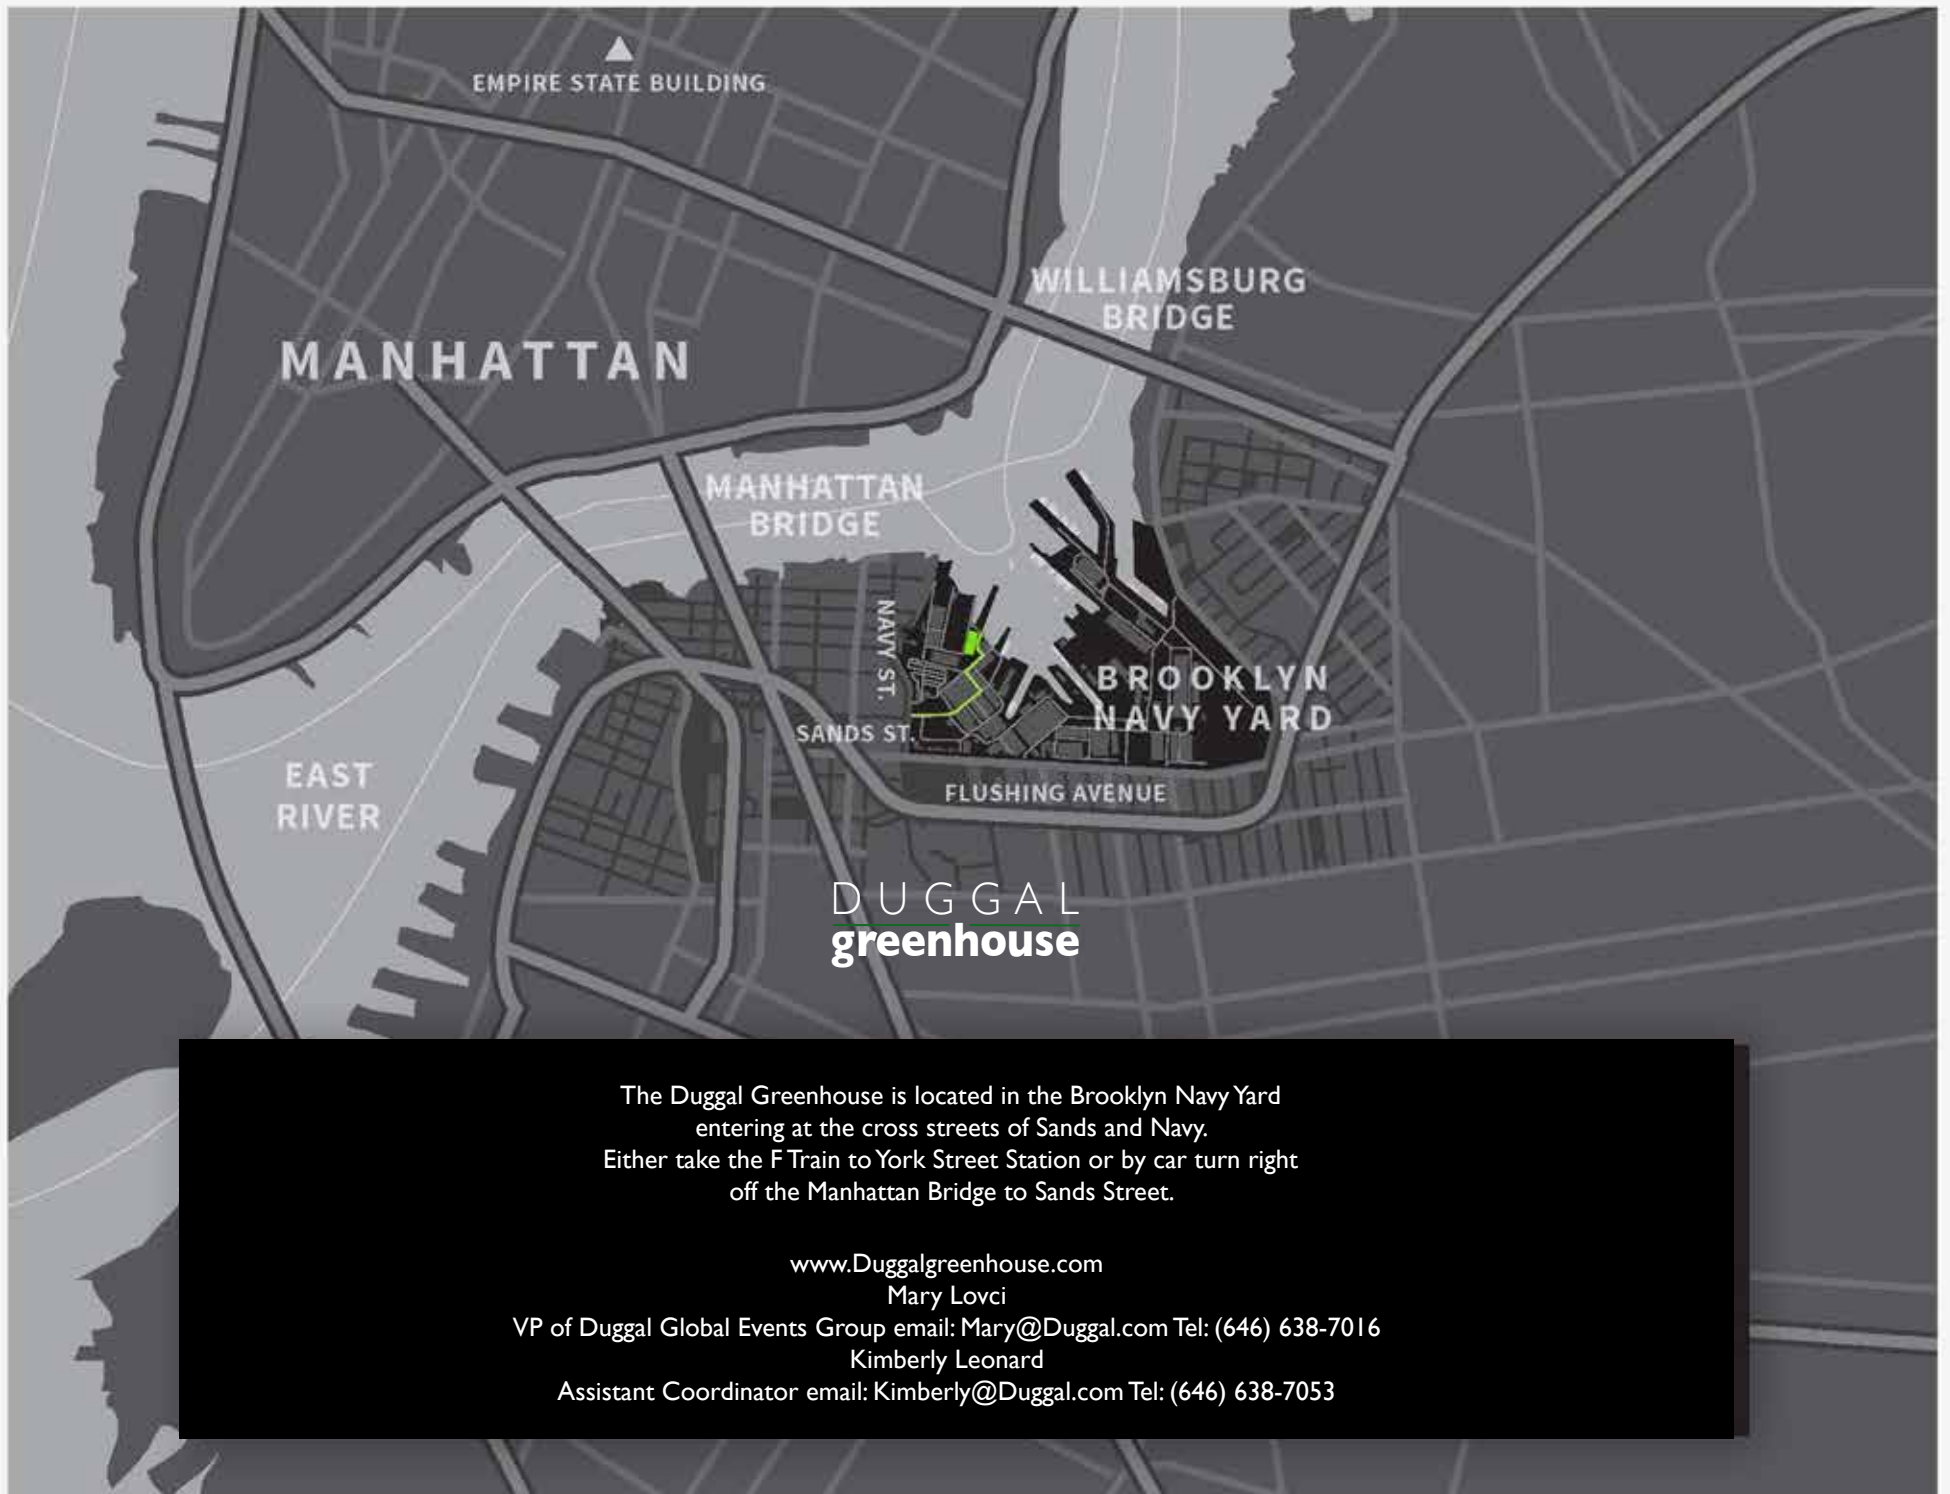 EMPIRE STATE BUILDING
WILLIAMSBURG
BRIDGE
MANHATTAN
MANHATTAN
BRIDGE
NAVY ST.
BROOKLYN
NAVY YARD
SANDS ST.
EAST
RIVER
FLUSHING AVENUE
DUGGAL
greenhouse
The Duggal Greenhouse is located in the Brooklyn Navy Yard
entering at the cross streets of Sands and Navy.
Either take the F Train to York Street Station or by car turn right
off the Manhattan Bridge to Sands Street.
www.Duggalgreenhouse.com
Mary Lovci
VP of Duggal Global Events Group email: Mary@Duggal.com Tel: (646) 638-7016
Kimberly Leonard
Assistant Coordinator email: Kimberly@Duggal.com Tel: (646) 638-7053